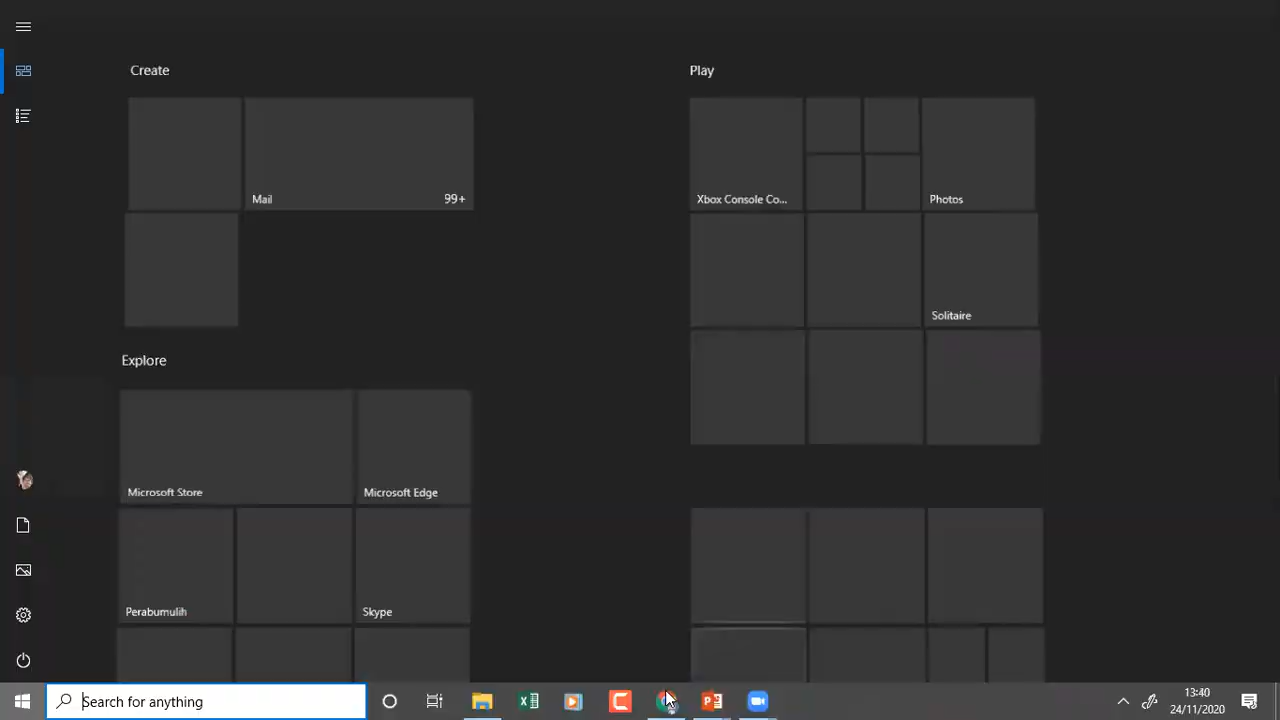 Create
Mail 99+
Explore
Microsoft Store
Microsoft Edge
Perabumulih
Skype
Play
Xbox Console Co...
Photos
Solitaire
Search for anything
13:40
24/11/2020